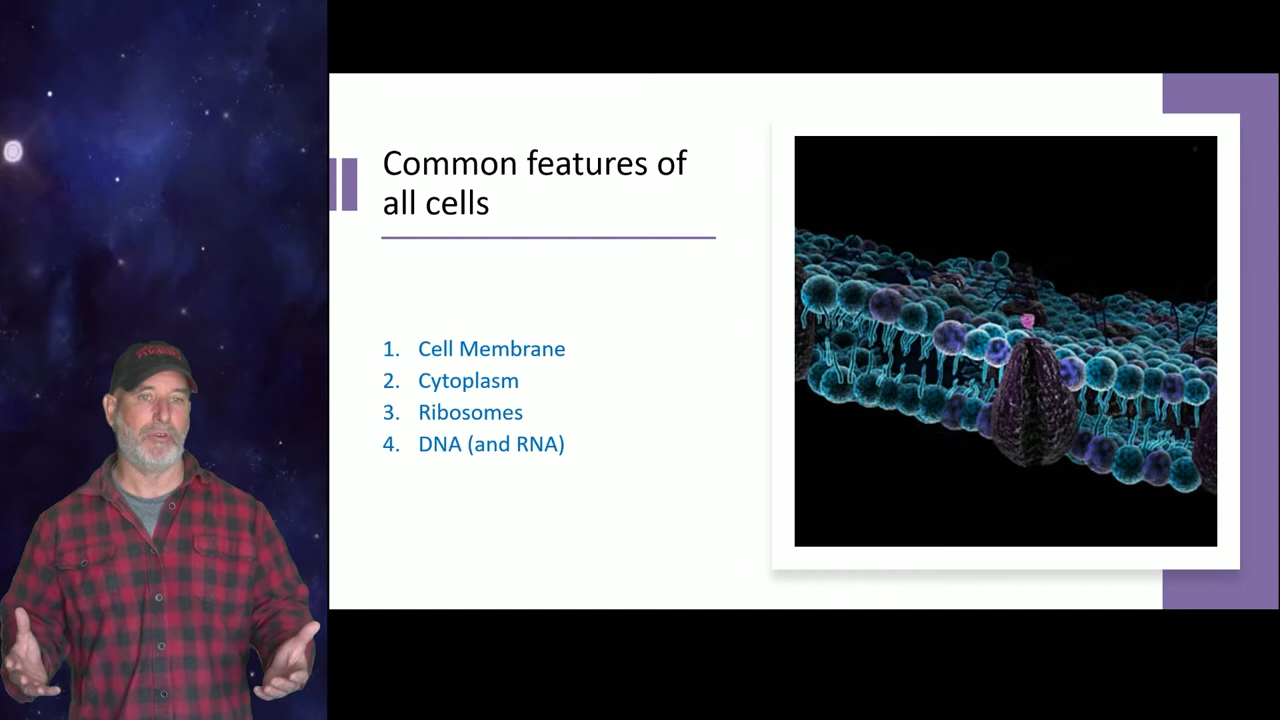 Common features of
all cells
1. Cell Membrane
2. Cytoplasm
3. Ribosomes
4. DNA (and RNA)